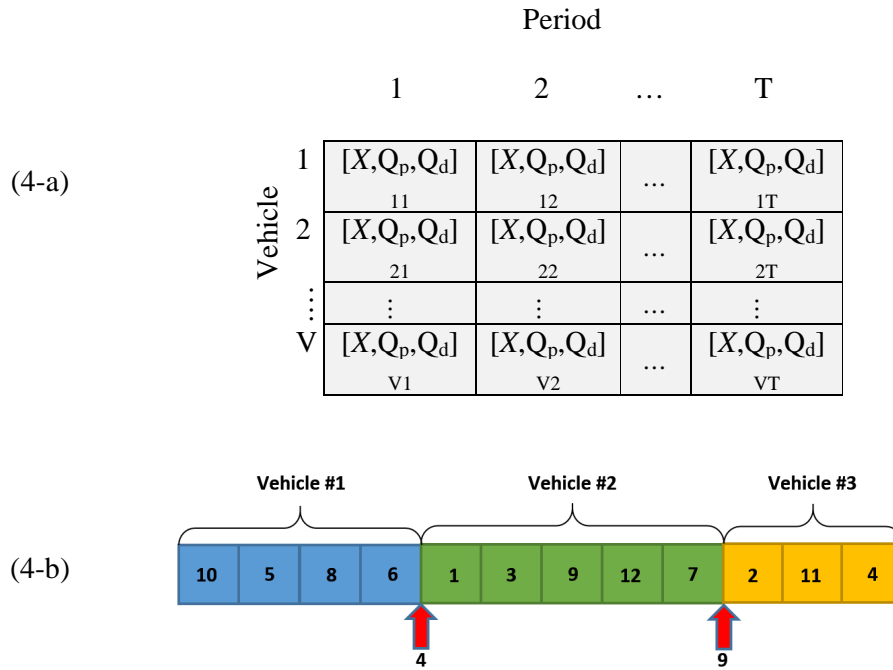 Period
1 2 … T
(4-a)
Vehicle
1 [X,Qp,Qd] [X,Qp,Qd] … [X,Qp,Qd]
11 12 1T
2 [X,Qp,Qd] [X,Qp,Qd] … [X,Qp,Qd]
21 22 2T
⋮ ⋮ ⋮ … ⋮
V [X,Qp,Qd] [X,Qp,Qd] … [X,Qp,Qd]
V1 V2 VT
Vehicle #1 Vehicle #2 Vehicle #3
(4-b)
10 5 8 6 1 3 9 12 7 2 11 4
4 9